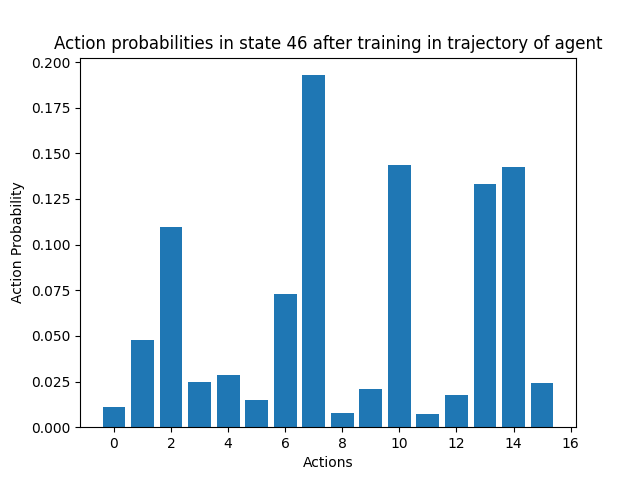 Action probabilities in state 46 after training in trajectory of agent
0.200
0.175
0.150
0.125
0.100
0.075
0.050
0.025
0.000
Action Probability
0 2 4 6 8 10 12 14 16
Actions